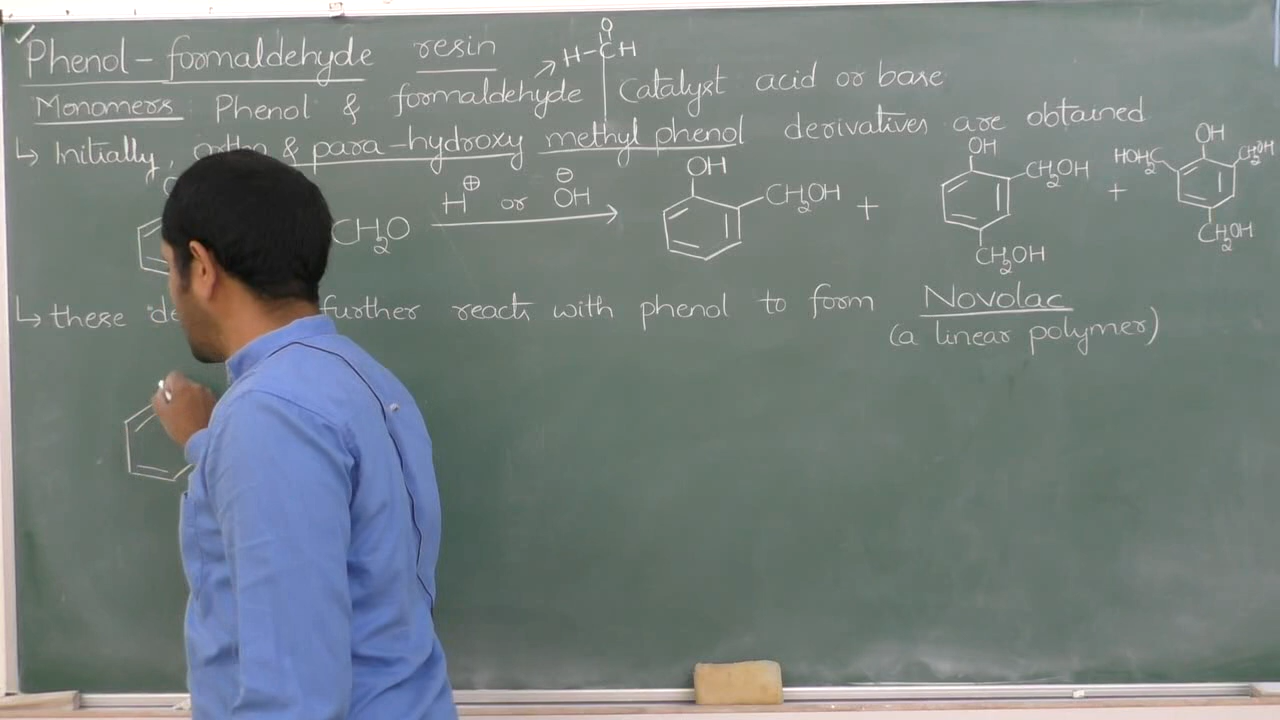 Phenol-formaldehyde resin
O
H-C H
Monomers Phenol & formaldehyde Catalyst acid or base
↳ Initially, ortho & para-hydroxy methyl phenol derivatives are obtained
CH2O H⊕ or ⊖OH → OH CH2OH + OH CH2OH CH2OH + OH HOH2C CH2OH CH2OH
↳ these further reacts with phenol to form Novolac
(a linear polymer)